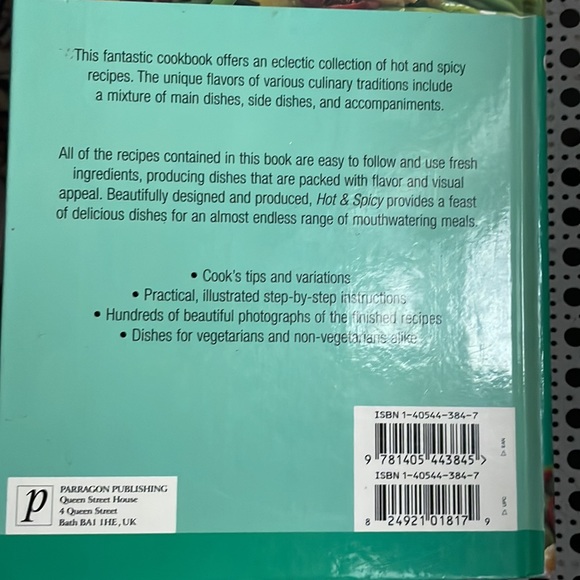 This fantastic cookbook offers an eclectic collection of hot and spicy
recipes. The unique flavors of various culinary traditions include
a mixture of main dishes, side dishes, and accompaniments.
All of the recipes contained in this book are easy to follow and use fresh
ingredients, producing dishes that are packed with flavor and visual
appeal. Beautifully designed and produced, Hot & Spicy provides a feast
of delicious dishes for an almost endless range of mouthwatering meals.
• Cook's tips and variations
• Practical, illustrated step-by-step instructions
• Hundreds of beautiful photographs of the finished recipes
• Dishes for vegetarians and non-vegetarians alike
ISBN 1-40544-384-7
9 781405 443845 >
EAN
ISBN 1-40544-384-7
8 24921 01817 9
UPC
p
PARRAGON PUBLISHING
Queen Street House
4 Queen Street
Bath BA1 1HE, UK